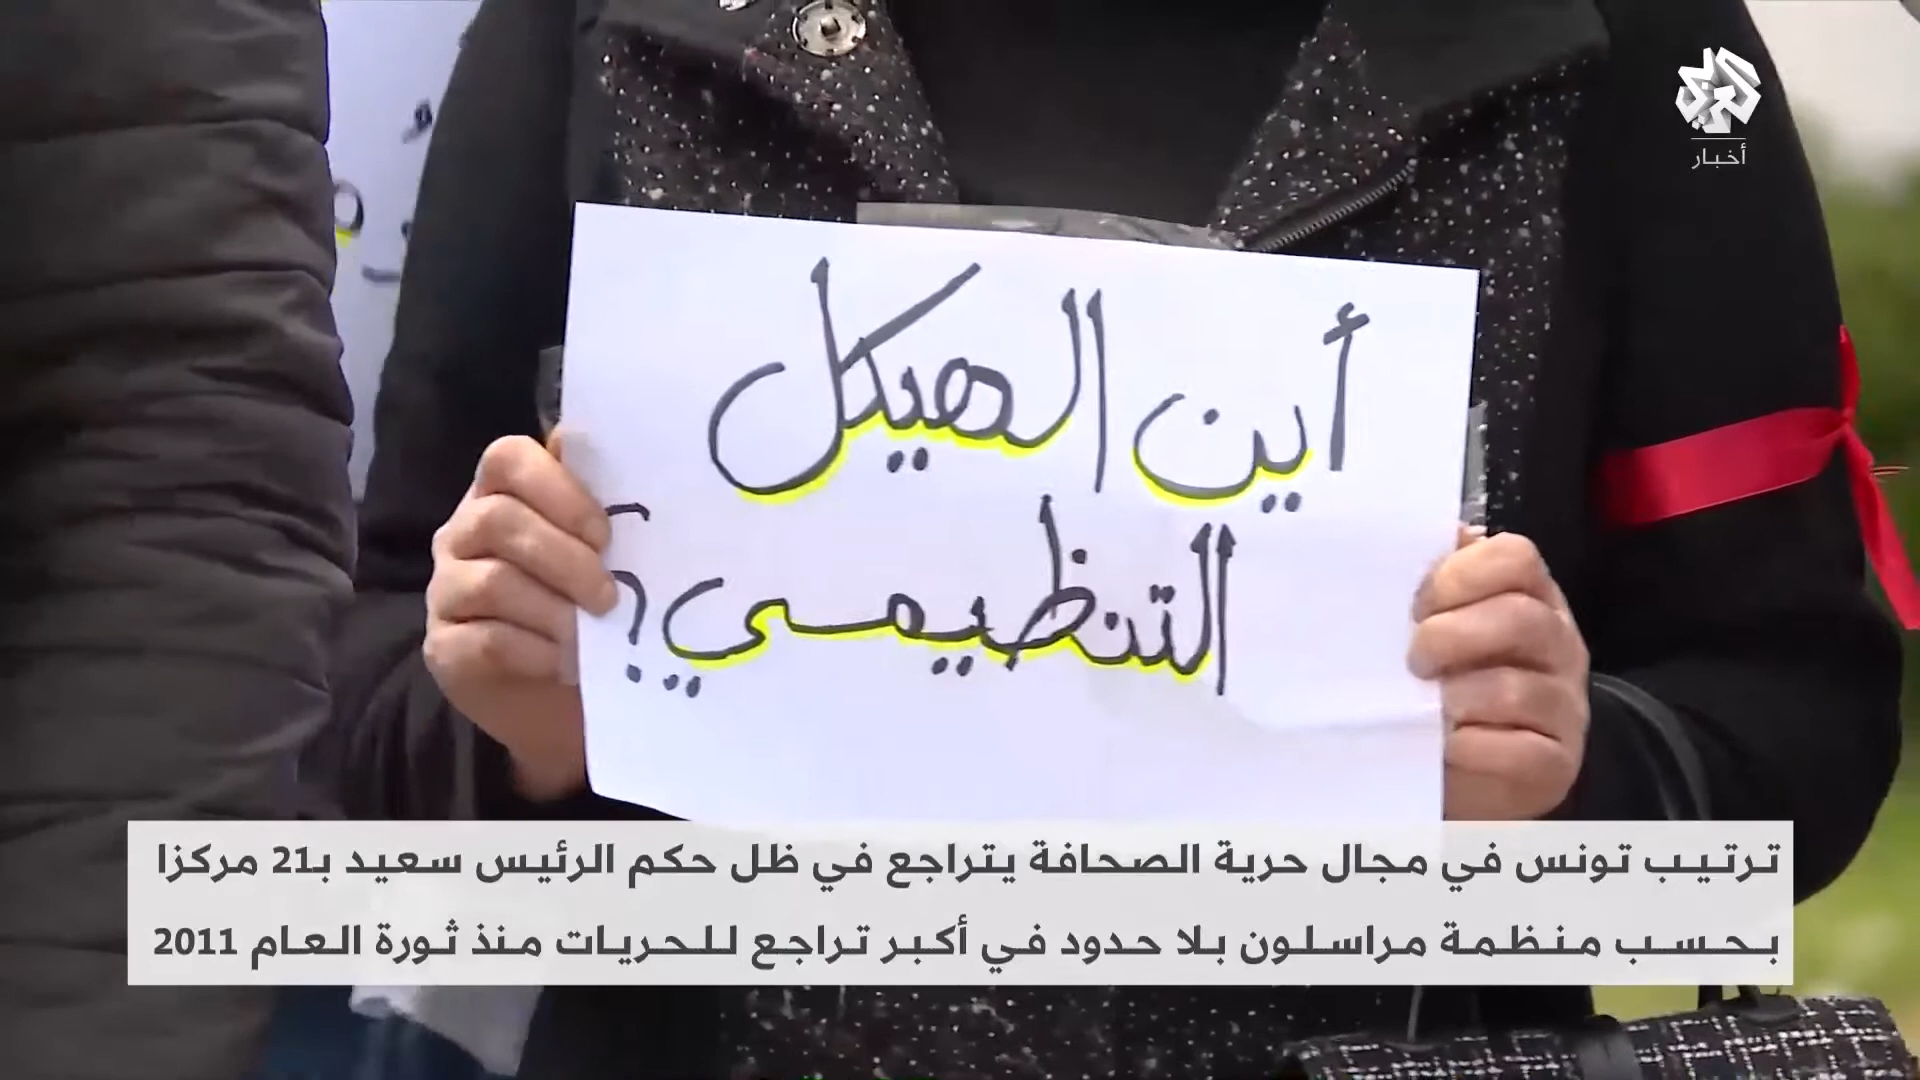 العربي
أخبار
أين الهيكل
التنظيمي؟
ترتيب تونس في مجال حرية الصحافة يتراجع في ظل حكم الرئيس سعيد بـ21 مركزا
بحسب منظمة مراسلون بلا حدود في أكبر تراجع للحريات منذ ثورة العام 2011